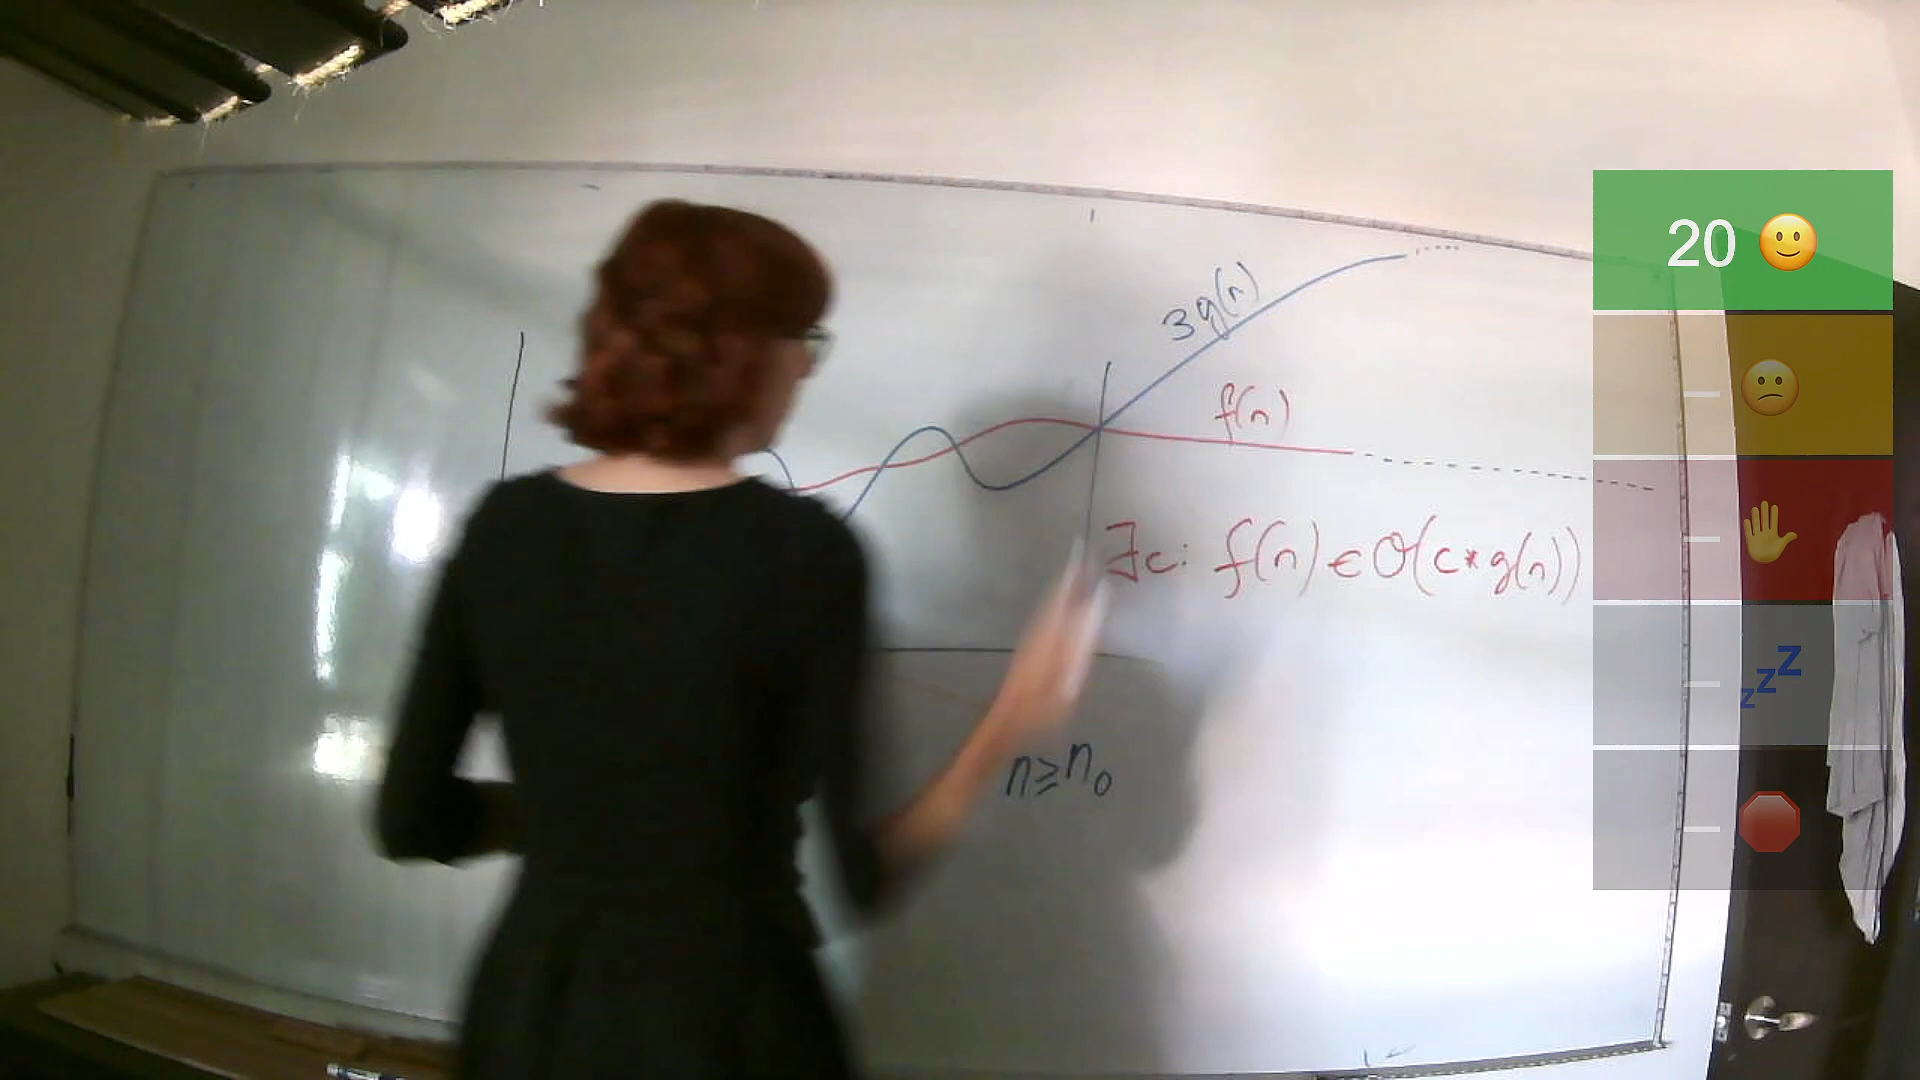 20 🙂
3g(n)
f(n)
∃c: f(n) ∈ O(c*g(n))
n≥n₀